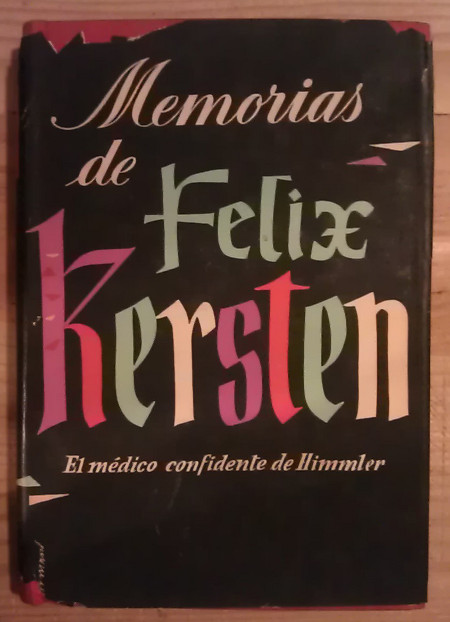 Memorias
de
Felix
Kersten
El médico confidente de Himmler